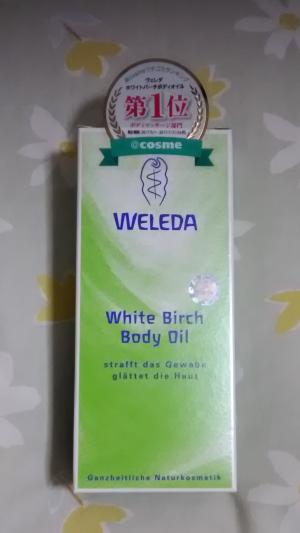 ヴェレダ
ホワイトバーチボディオイル
第1位
@cosme
WELEDA
White Birch
Body Oil
strafft das Gewebe
glättet die Haut
Ganzheitliche Naturkosmetik